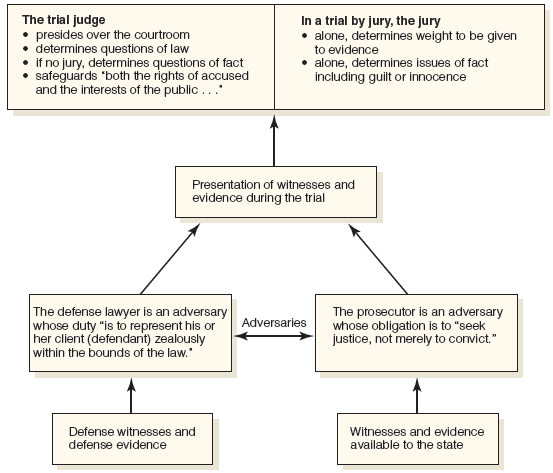 The trial judge
• presides over the courtroom
• determines questions of law
• if no jury, determines questions of fact
• safeguards “both the rights of accused
and the interests of the public . . .”
In a trial by jury, the jury
• alone, determines weight to be given
to evidence
• alone, determines issues of fact
including guilt or innocence
Presentation of witnesses and
evidence during the trial
The defense lawyer is an adversary
whose duty “is to represent his or
her client (defendant) zealously
within the bounds of the law.”
Adversaries
The prosecutor is an adversary
whose obligation is to “seek
justice, not merely to convict.”
Defense witnesses and
defense evidence
Witnesses and evidence
available to the state